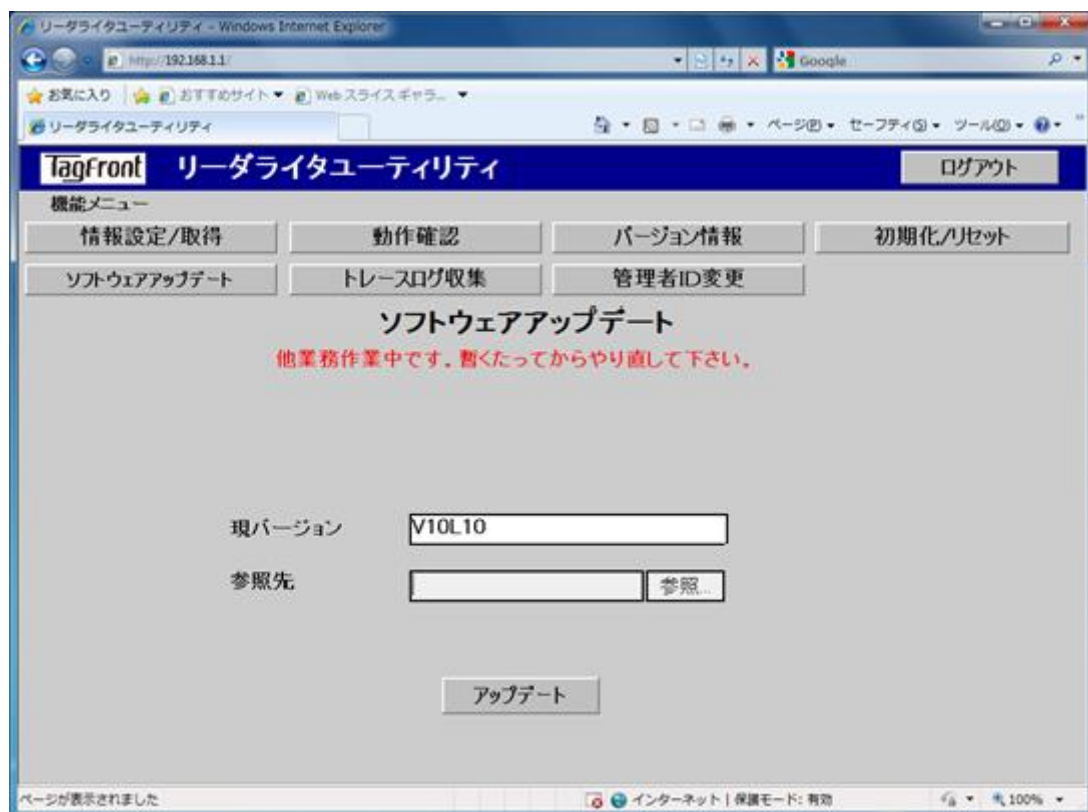 リーダライタユーティリティ - Windows Internet Explorer
http://192.168.1.1/
Google
お気に入り おすすめサイト Web スライス ギャラ...
リーダライタユーティリティ
ページ(P) セーフティ(S) ツール(O)
TagFront リーダライタユーティリティ ログアウト
機能メニュー
情報設定/取得 動作確認 バージョン情報 初期化/リセット
ソフトウェアアップデート トレースログ収集 管理者ID変更
ソフトウェアアップデート
他業務作業中です。暫くたってからやり直して下さい。
現バージョン V10L10
参照先 参照...
アップデート
ページが表示されました インターネット | 保護モード: 有効 100%